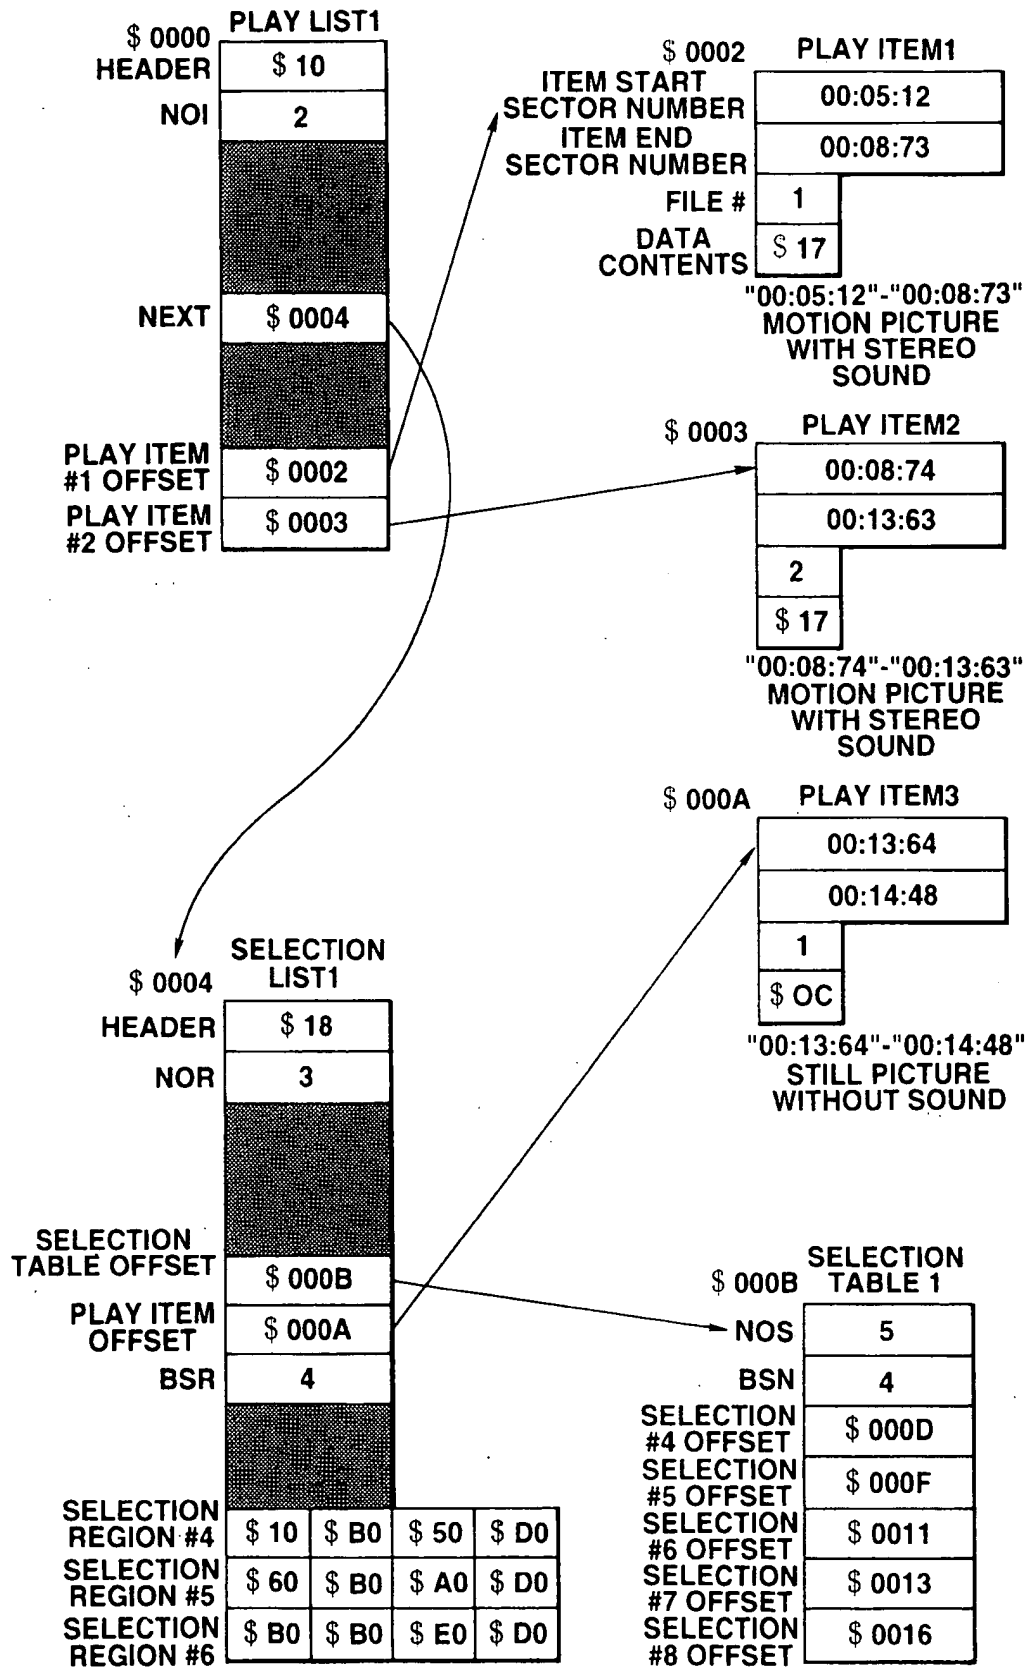 PLAY LIST1
$ 0000
HEADER
$ 10
NOI
2
NEXT
$ 0004
PLAY ITEM
#1 OFFSET
$ 0002
PLAY ITEM
#2 OFFSET
$ 0003
$ 0002
PLAY ITEM1
ITEM START
SECTOR NUMBER
00:05:12
ITEM END
SECTOR NUMBER
00:08:73
FILE #
1
DATA
CONTENTS
$ 17
"00:05:12"-"00:08:73"
MOTION PICTURE
WITH STEREO
SOUND
$ 0003
PLAY ITEM2
00:08:74
00:13:63
2
$ 17
"00:08:74"-"00:13:63"
MOTION PICTURE
WITH STEREO
SOUND
$ 000A
PLAY ITEM3
00:13:64
00:14:48
1
$ OC
"00:13:64"-"00:14:48"
STILL PICTURE
WITHOUT SOUND
SELECTION
LIST1
$ 0004
HEADER
$ 18
NOR
3
SELECTION
TABLE OFFSET
$ 000B
PLAY ITEM
OFFSET
$ 000A
BSR
4
SELECTION
REGION #4
$ 10 $ B0 $ 50 $ D0
SELECTION
REGION #5
$ 60 $ B0 $ A0 $ D0
SELECTION
REGION #6
$ B0 $ B0 $ E0 $ D0
SELECTION
TABLE 1
$ 000B
NOS
5
BSN
4
SELECTION
#4 OFFSET
$ 000D
SELECTION
#5 OFFSET
$ 000F
SELECTION
#6 OFFSET
$ 0011
SELECTION
#7 OFFSET
$ 0013
SELECTION
#8 OFFSET
$ 0016